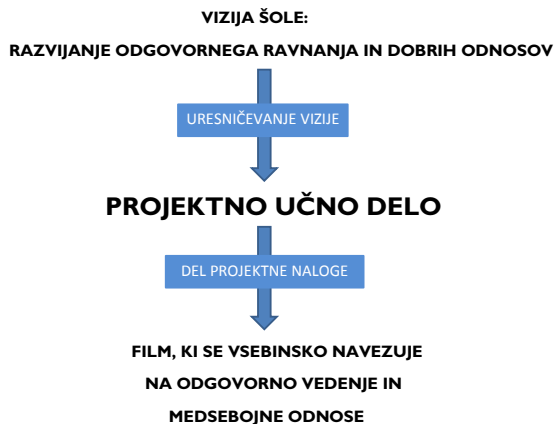 VIZIJA ŠOLE:
RAZVIJANJE ODGOVORNEGA RAVNANJA IN DOBRIH ODNOSOV
URESNIČEVANJE VIZIJE
PROJEKTNO UČNO DELO
DEL PROJEKTNE NALOGE
FILM, KI SE VSEBINSKO NAVEZUJE
NA ODGOVORNO VEDENJE IN
MEDSEBOJNE ODNOSE